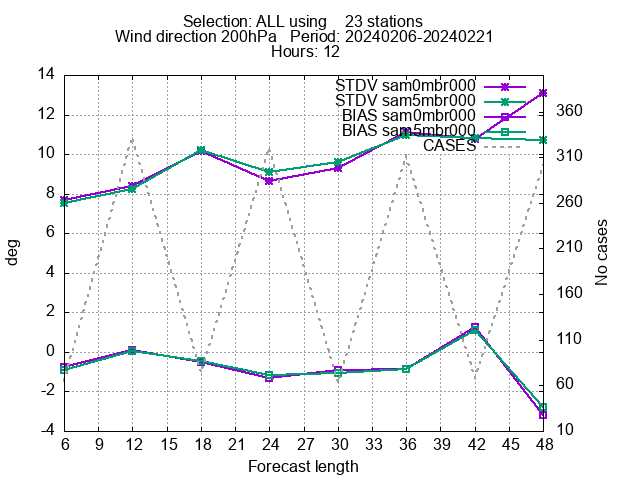 Selection: ALL using 23 stations
Wind direction 200hPa Period: 20240206-20240221
Hours: 12
STDV sam0mbr000
STDV sam5mbr000
BIAS sam0mbr000
BIAS sam5mbr000
CASES
14
12
10
8
6
4
2
0
-2
-4
deg
360
310
260
210
160
110
60
10
No cases
6 9 12 15 18 21 24 27 30 33 36 39 42 45 48
Forecast length